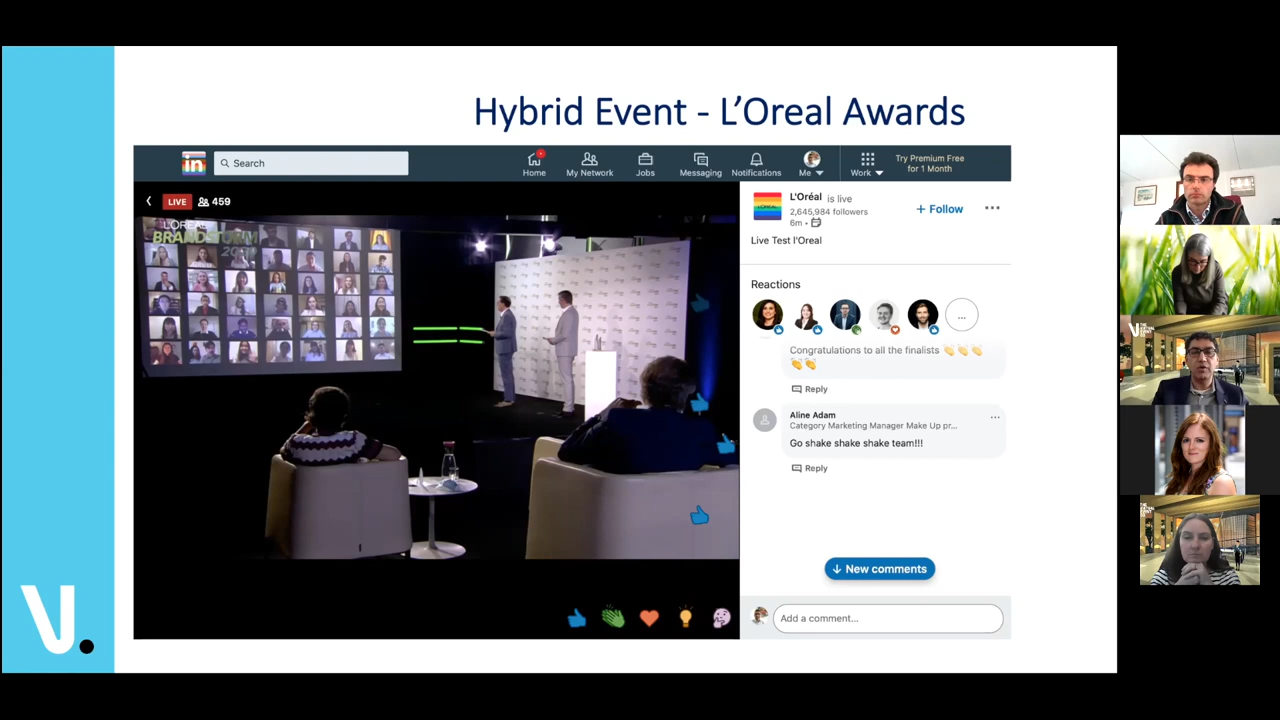 Hybrid Event - L'Oreal Awards
in
Search
Home
My Network
Jobs
Messaging
Notifications
Me
Work
Try Premium Free
for 1 Month
LIVE
459
L'ORÉAL
BRANDSTORM
L'Oréal is live
2,645,984 followers
6m •
Follow
Live Test l'Oreal
Reactions
...
Congratulations to all the finalists 👏👏👏
👏👏
Reply
Aline Adam
Category Marketing Manager Make Up pr...
Go shake shake shake team!!!
Reply
New comments
Add a comment...
V.